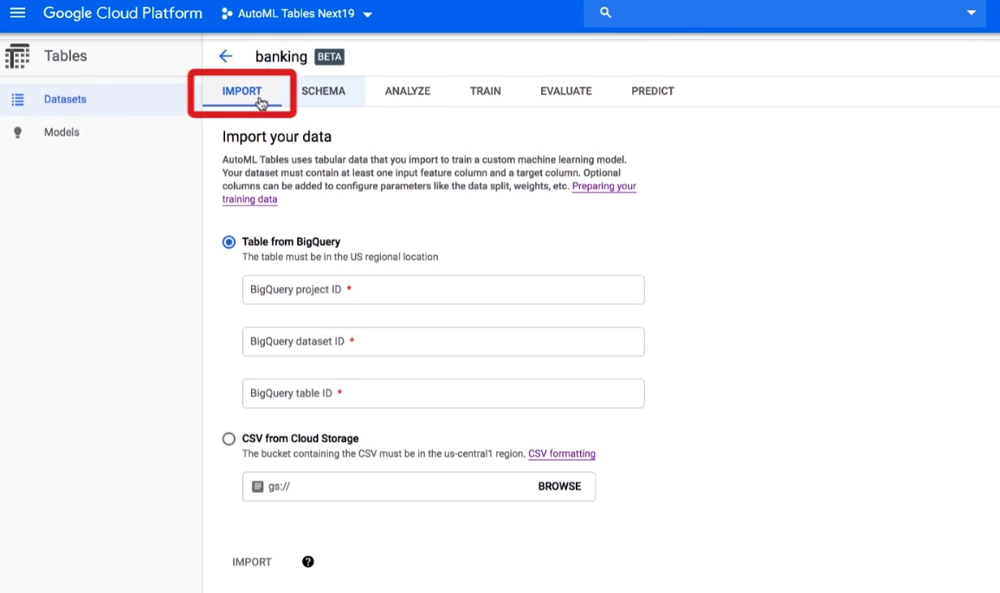 Google Cloud Platform
AutoML Tables Next19
Tables
banking BETA
Datasets
Models
IMPORT SCHEMA ANALYZE TRAIN EVALUATE PREDICT
Import your data
AutoML Tables uses tabular data that you import to train a custom machine learning model.
Your dataset must contain at least one input feature column and a target column. Optional
columns can be added to configure parameters like the data split, weights, etc. Preparing your
training data
Table from BigQuery
The table must be in the US regional location
BigQuery project ID *
BigQuery dataset ID *
BigQuery table ID *
CSV from Cloud Storage
The bucket containing the CSV must be in the us-central1 region. CSV formatting
gs:// BROWSE
IMPORT ?